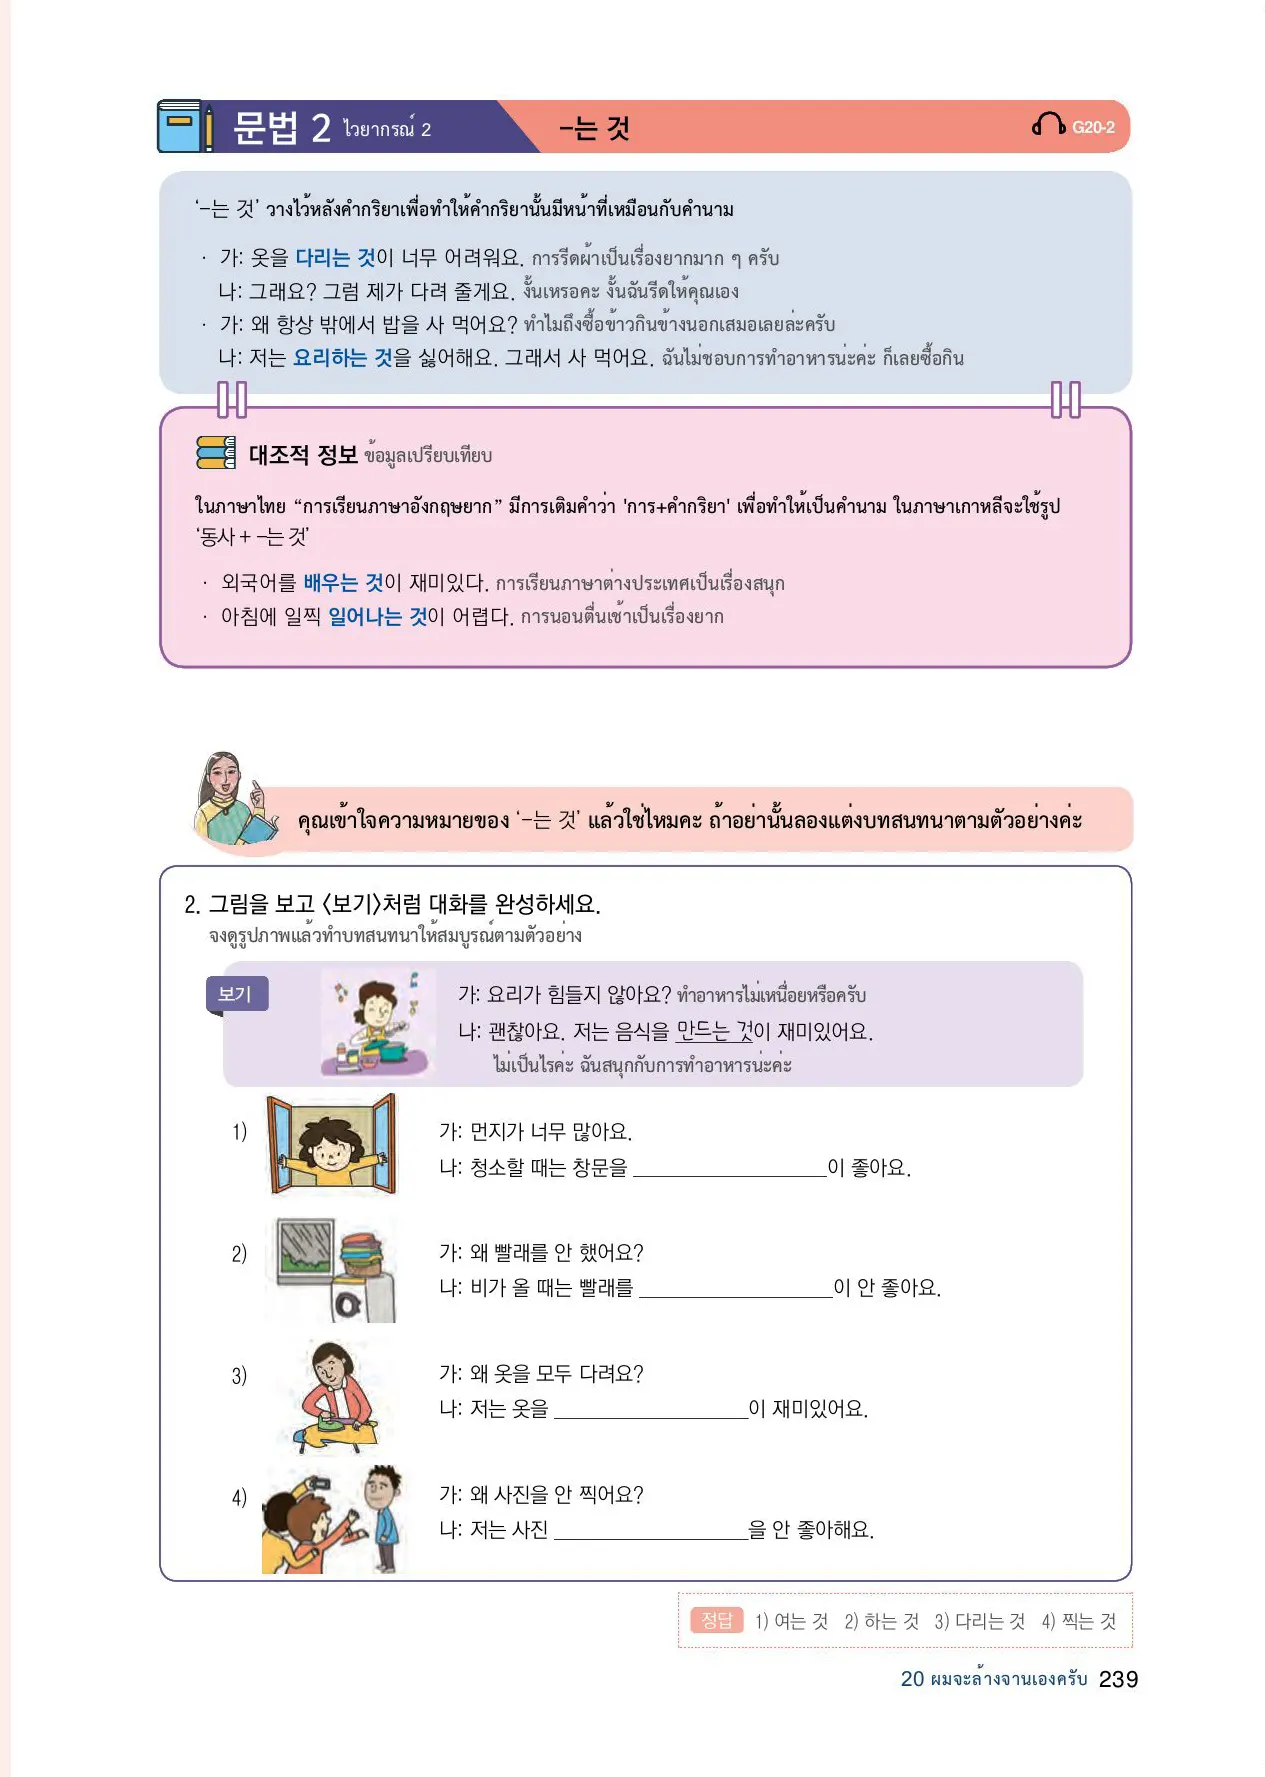 문법 2 ไวยากรณ์ 2 -는 것 G20-2
‘-는 것’ วางไว้หลังคำกริยาเพื่อทำให้คำกริยานั้นมีหน้าที่เหมือนกับคำนาม
· 가: 옷을 다리는 것이 너무 어려워요. การรีดผ้าเป็นเรื่องยากมาก ๆ ครับ
나: 그래요? 그럼 제가 다려 줄게요. งั้นเหรอคะ งั้นฉันรีดให้คุณเอง
· 가: 왜 항상 밖에서 밥을 사 먹어요? ทำไมถึงซื้อข้าวกินข้างนอกเสมอเลยล่ะครับ
나: 저는 요리하는 것을 싫어해요. 그래서 사 먹어요. ฉันไม่ชอบการทำอาหารน่ะค่ะ ก็เลยซื้อกิน
대조적 정보 ข้อมูลเปรียบเทียบ
ในภาษาไทย “การเรียนภาษาอังกฤษยาก” มีการเติมคำว่า 'การ+คำกริยา' เพื่อทำให้เป็นคำนาม ในภาษาเกาหลีจะใช้รูป
‘동사 + -는 것’
· 외국어를 배우는 것이 재미있다. การเรียนภาษาต่างประเทศเป็นเรื่องสนุก
· 아침에 일찍 일어나는 것이 어렵다. การนอนตื่นเช้าเป็นเรื่องยาก
คุณเข้าใจความหมายของ ‘-는 것’ แล้วใช่ไหมคะ ถ้าอย่านั้นลองแต่งบทสนทนาตามตัวอย่างค่ะ
2. 그림을 보고 〈보기〉처럼 대화를 완성하세요.
จงดูรูปภาพแล้วทำบทสนทนาให้สมบูรณ์ตามตัวอย่าง
보기
가: 요리가 힘들지 않아요? ทำอาหารไม่เหนื่อยหรือครับ
나: 괜찮아요. 저는 음식을 만드는 것이 재미있어요.
ไม่เป็นไรค่ะ ฉันสนุกกับการทำอาหารน่ะค่ะ
1) 가: 먼지가 너무 많아요.
나: 청소할 때는 창문을 ____________________이 좋아요.
2) 가: 왜 빨래를 안 했어요?
나: 비가 올 때는 빨래를 ____________________이 안 좋아요.
3) 가: 왜 옷을 모두 다려요?
나: 저는 옷을 ____________________이 재미있어요.
4) 가: 왜 사진을 안 찍어요?
나: 저는 사진 ____________________을 안 좋아해요.
정답 1) 여는 것 2) 하는 것 3) 다리는 것 4) 찍는 것
20 ผมจะล้างจานเองครับ 239